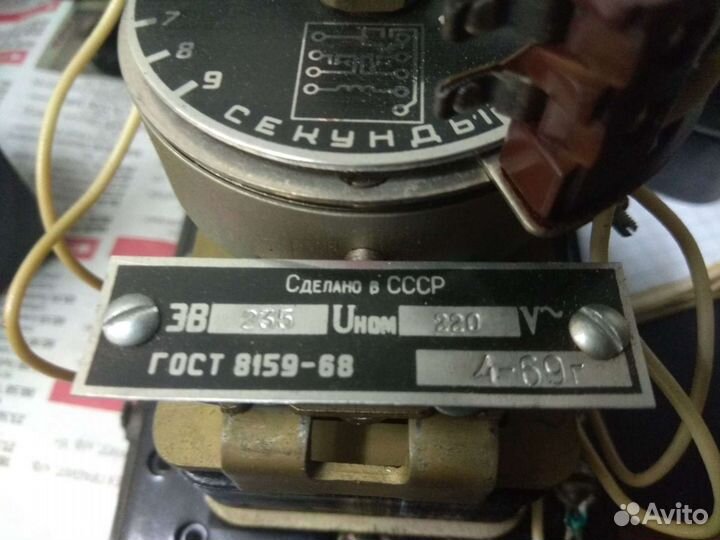 7
8
9
СЕКУНДЫ
СДЕЛАНО В СССР
ЭВ 235 Uном 220 V~
ГОСТ 8159-68 4-69г
Avito